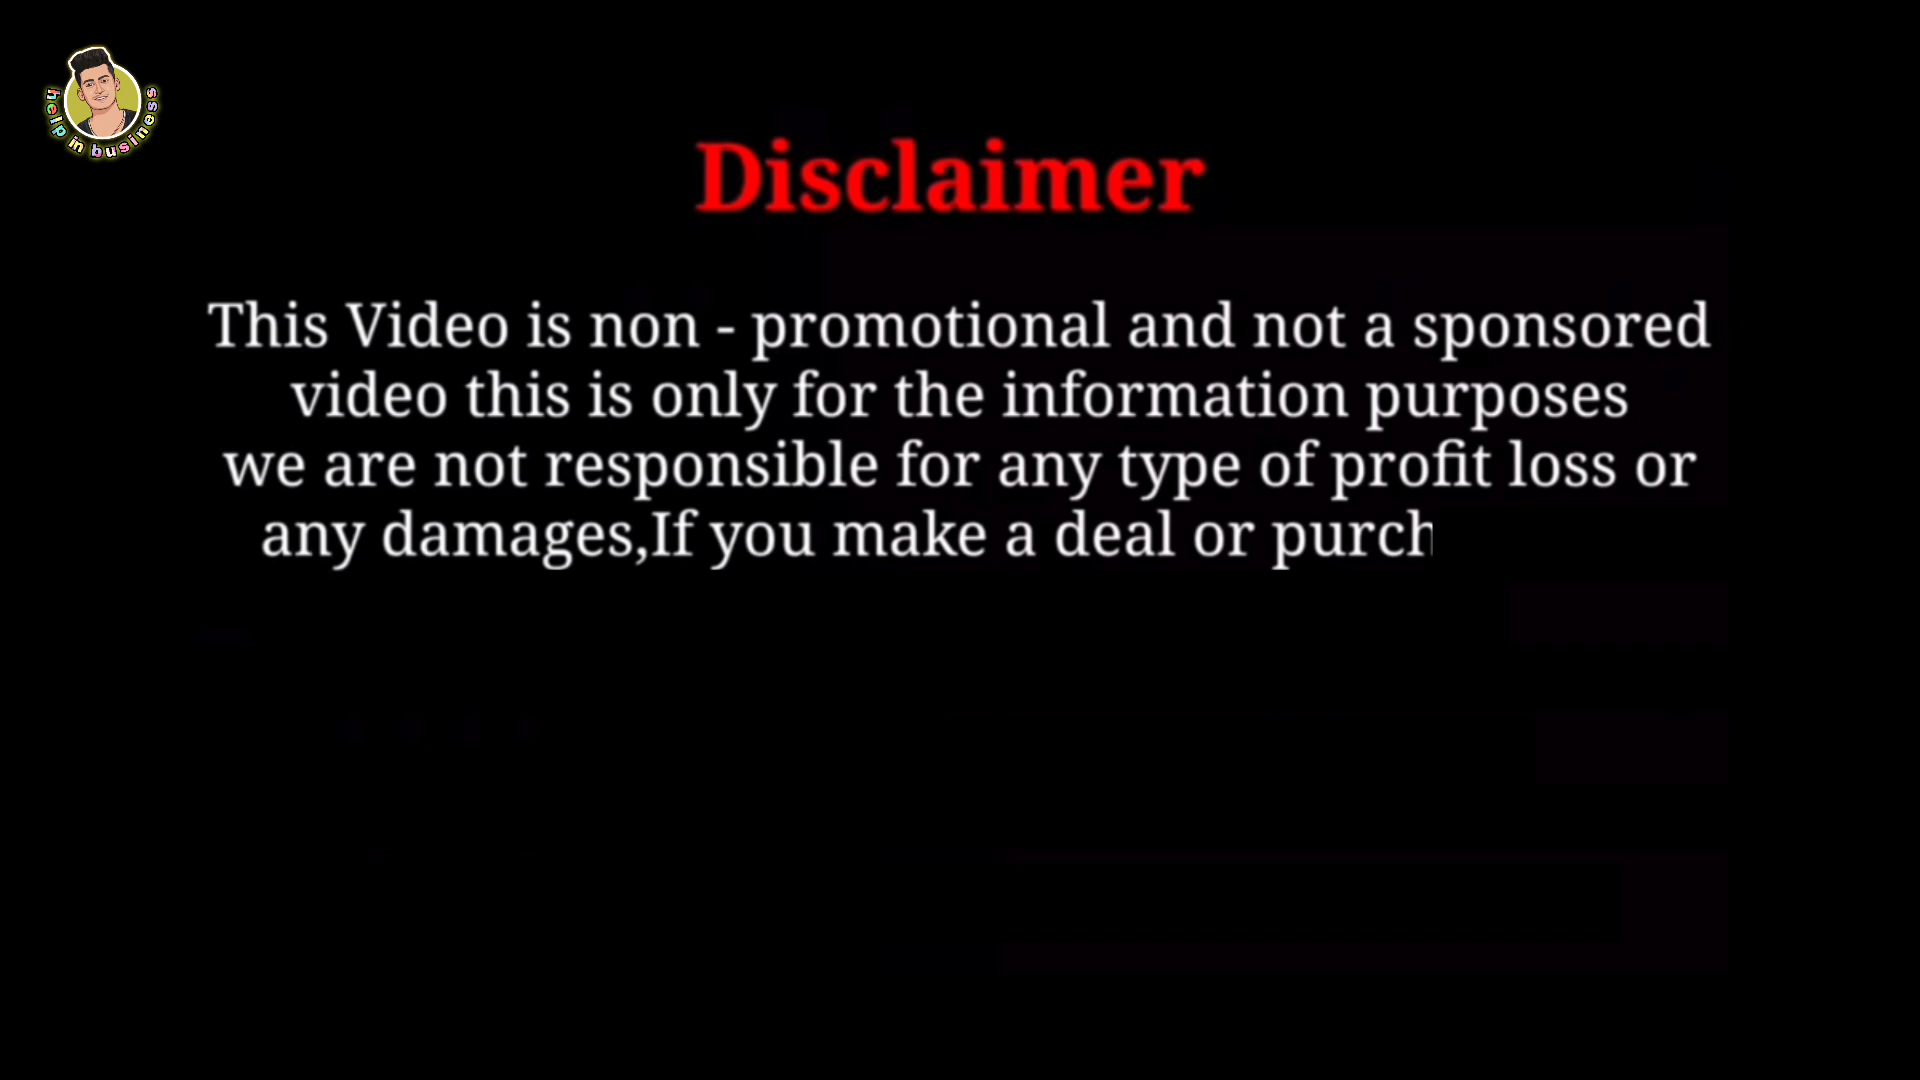 help in business
Disclaimer
This Video is non - promotional and not a sponsored
video this is only for the information purposes
we are not responsible for any type of profit loss or
any damages,If you make a deal or purch